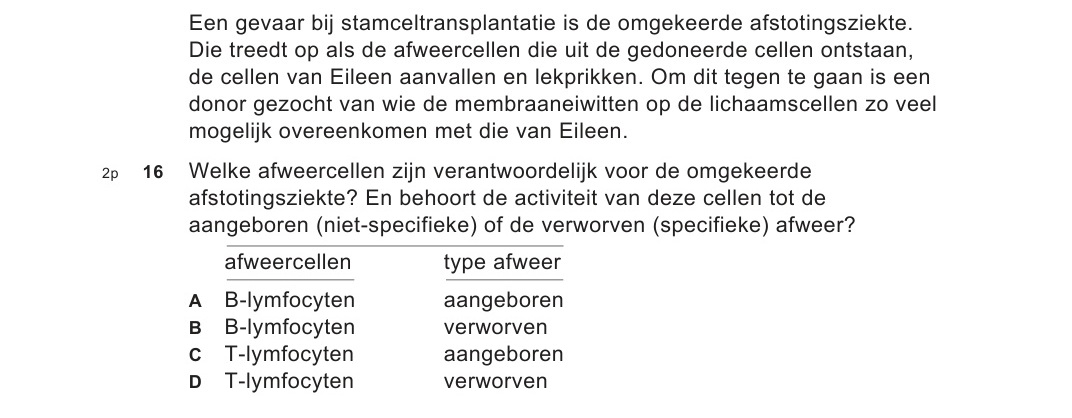 Een gevaar bij stamceltransplantatie is de omgekeerde afstotingsziekte.
Die treedt op als de afweercellen die uit de gedoneerde cellen ontstaan,
de cellen van Eileen aanvallen en lekprikken. Om dit tegen te gaan is een
donor gezocht van wie de membraaneiwitten op de lichaamscellen zo veel
mogelijk overeenkomen met die van Eileen.
2p 16 Welke afweercellen zijn verantwoordelijk voor de omgekeerde
afstotingsziekte? En behoort de activiteit van deze cellen tot de
aangeboren (niet-specifieke) of de verworven (specifieke) afweer?
afweercellen type afweer
A B-lymfocyten aangeboren
B B-lymfocyten verworven
C T-lymfocyten aangeboren
D T-lymfocyten verworven